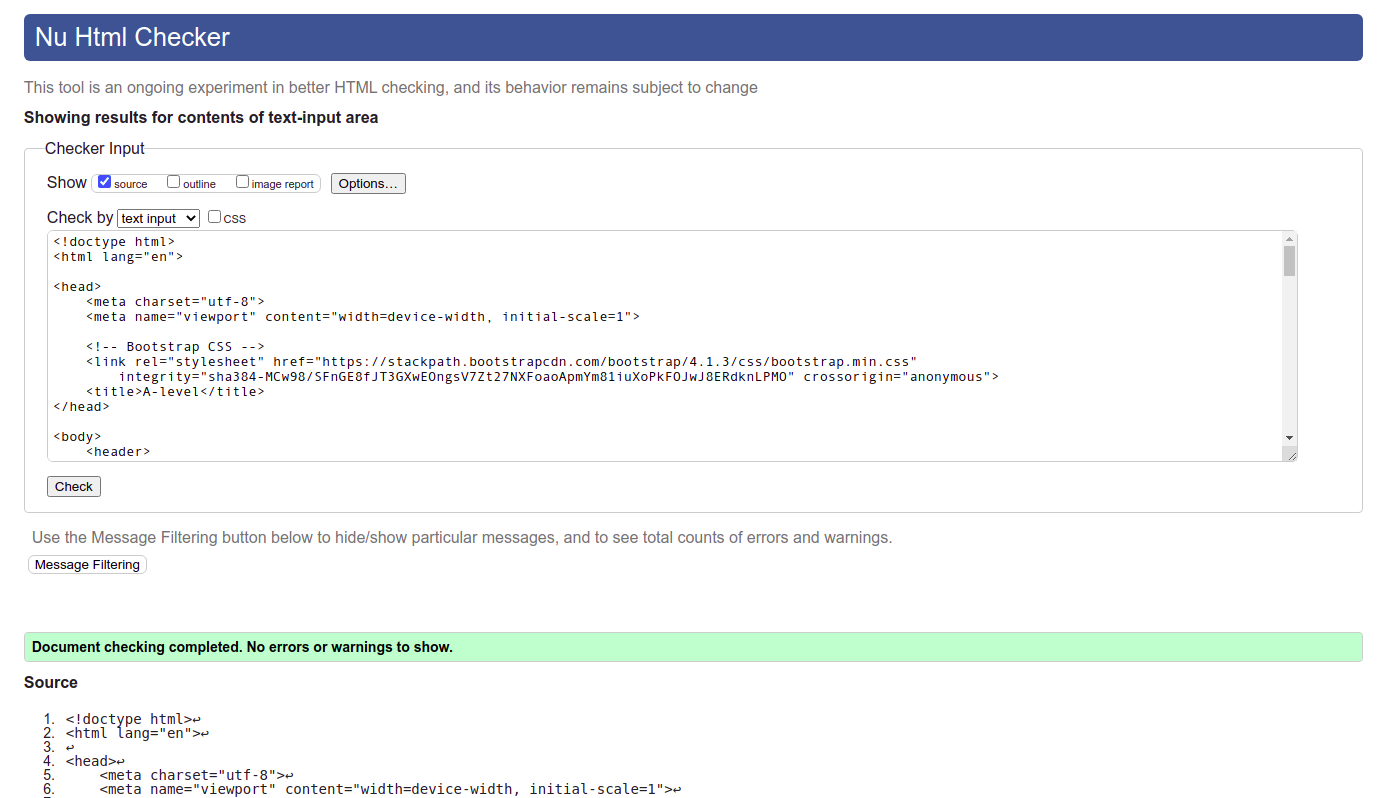 Nu Html Checker
This tool is an ongoing experiment in better HTML checking, and its behavior remains subject to change
Showing results for contents of text-input area
Checker Input
Show source outline image report Options...
Check by text input CSS
<!doctype html>
<html lang="en">
<head>
    <meta charset="utf-8">
    <meta name="viewport" content="width=device-width, initial-scale=1">
    <!-- Bootstrap CSS -->
    <link rel="stylesheet" href="https://stackpath.bootstrapcdn.com/bootstrap/4.1.3/css/bootstrap.min.css"
        integrity="sha384-MCw98/SFnGE8fJT3GXwEOngsV7Zt27NXFoaoApmYm81iuXoPkFOJwJ8ERdknLPMO" crossorigin="anonymous">
    <title>A-level</title>
</head>
<body>
    <header>
Check
Use the Message Filtering button below to hide/show particular messages, and to see total counts of errors and warnings.
Message Filtering
Document checking completed. No errors or warnings to show.
Source
1. <!doctype html>↩
2. <html lang="en">↩
3. ↩
4. <head>↩
5.     <meta charset="utf-8">↩
6.     <meta name="viewport" content="width=device-width, initial-scale=1">↩